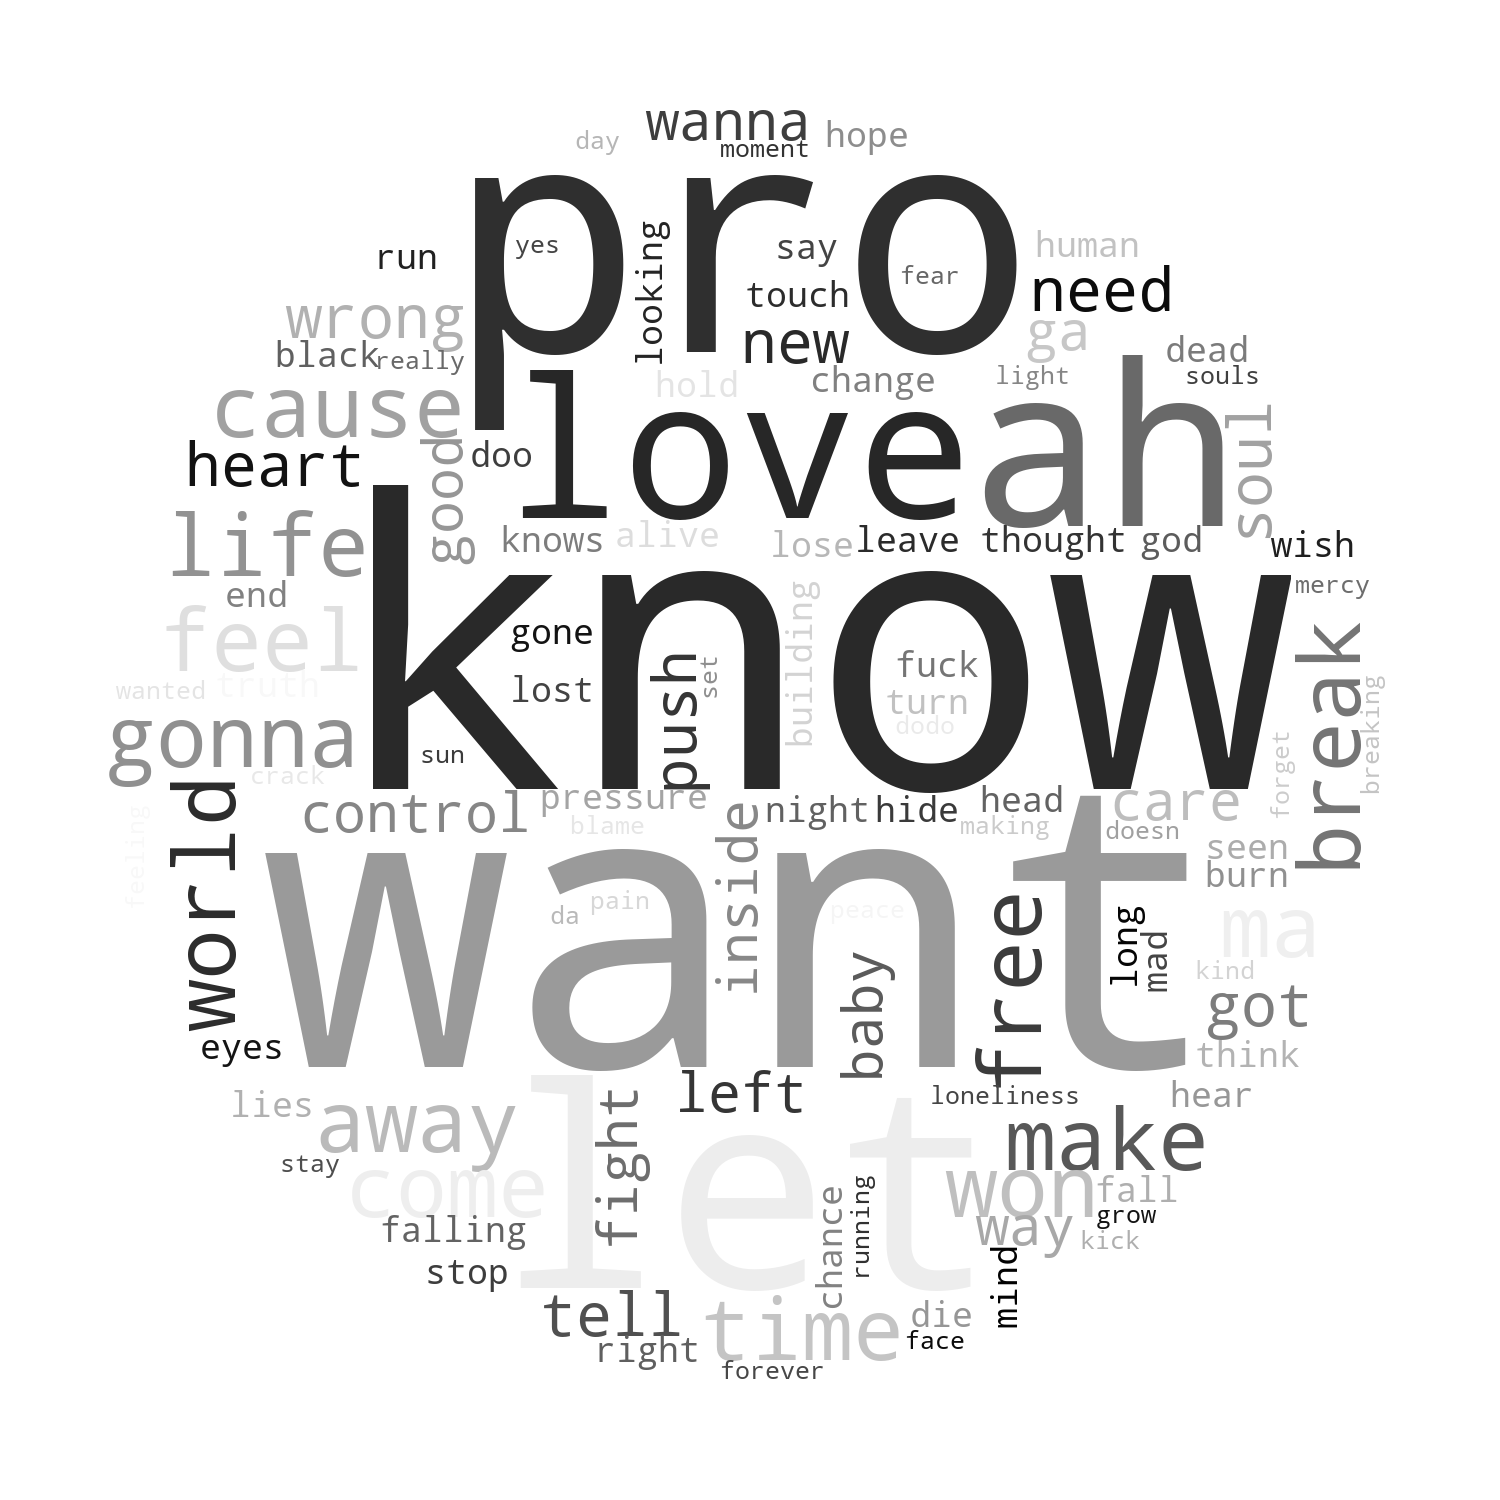 wanna
day
moment
hope
pro
yes
looking
say
fear
human
run
touch
need
wrong
new
ga
black
really
hold
change
light
dead
souls
cause
love
ah
soul
heart
good
doo
life
knows
alive
lose
leave
thought
god
wish
know
end
mercy
feel
gone
building
break
wanted
truth
lost
push
set
fuck
turn
dodo
breaking
gonna
sun
forget
crack
world
control
pressure
night
hide
head
care
blame
making
doesn
feeling
want
inside
seen
burn
pain
da
peace
free
long
mad
ma
kind
baby
got
eyes
think
let
left
loneliness
hear
lies
away
fight
make
stay
come
won
fall
way
grow
kick
falling
chance
running
stop
mind
tell
time
die
right
face
forever